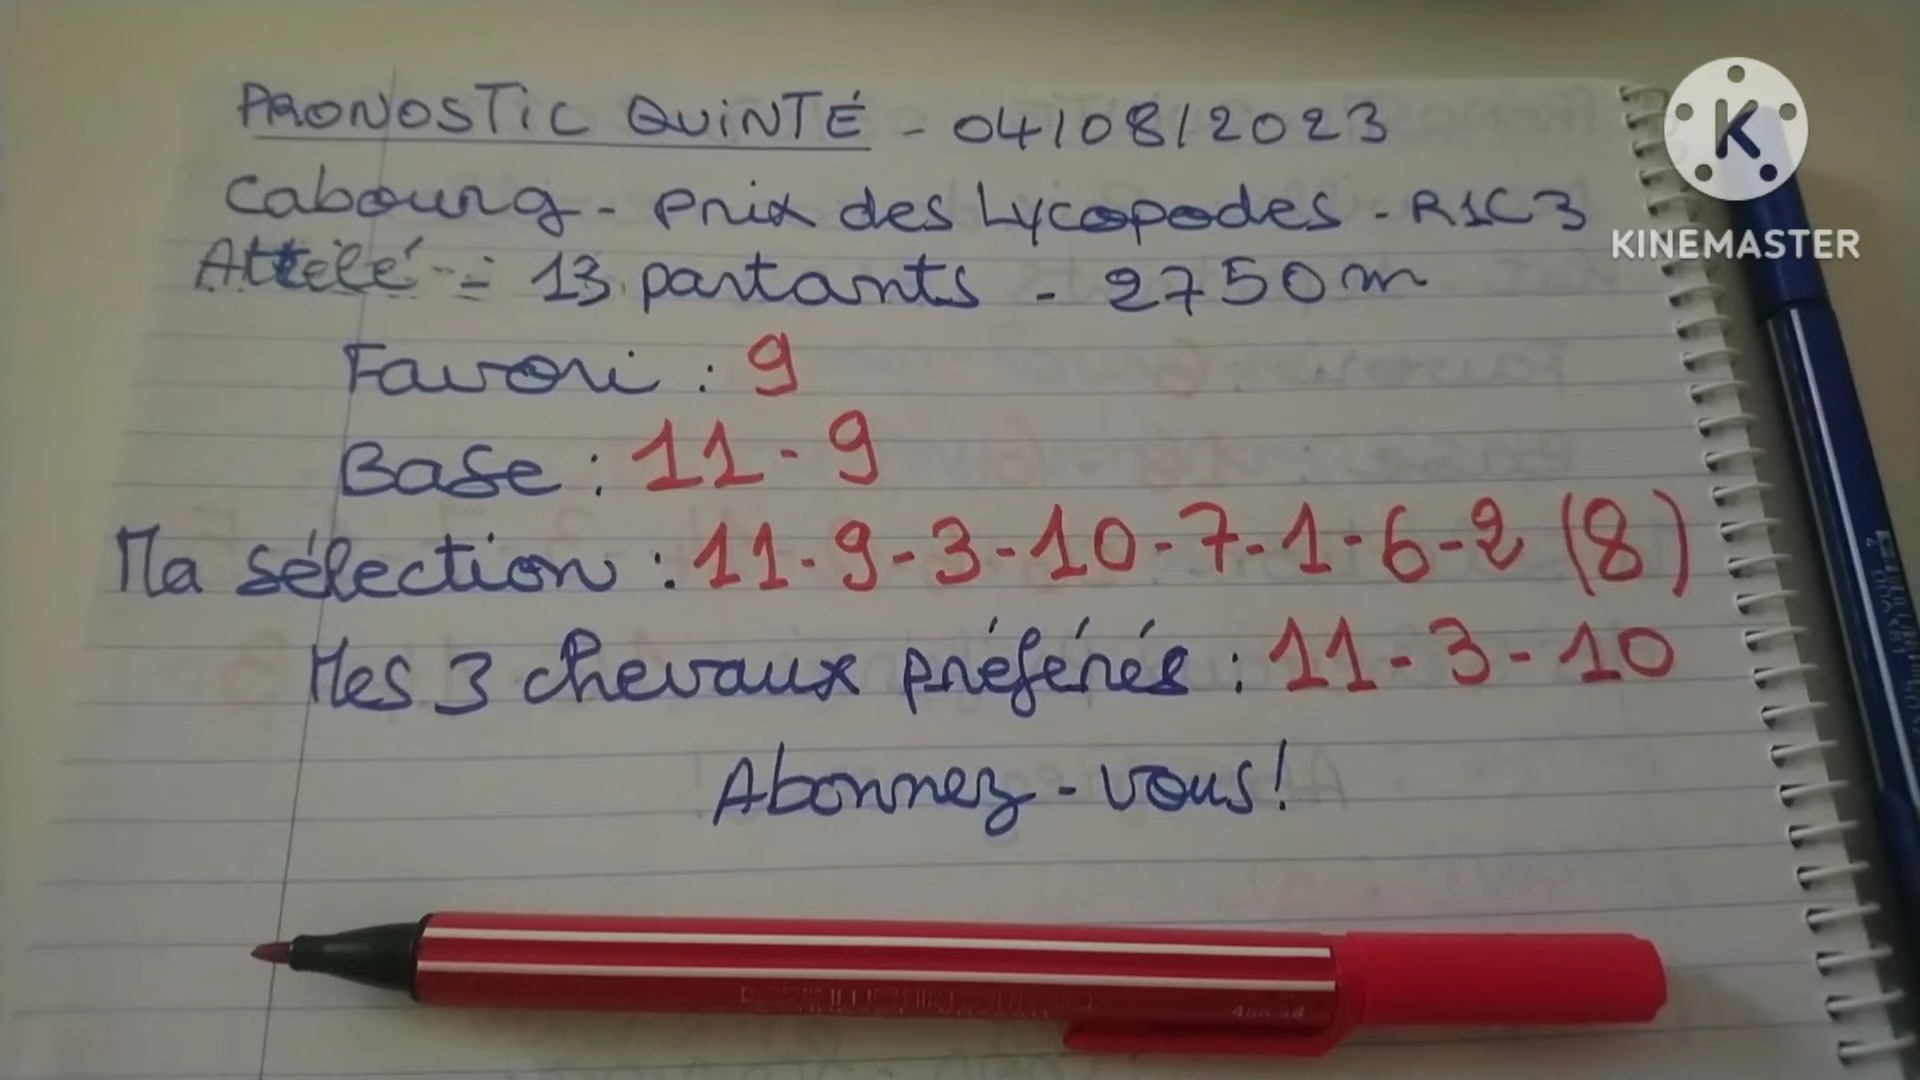 PRONOSTIC QUINTÉ - 04/08/2023
Cabourg - Prix des Lycopodes - R1C3
Attelé - 13 partants - 2750m
Favori : 9
Base : 11 - 9
Ma sélection : 11 - 9 - 3 - 10 - 7 - 1 - 6 - 2 (8)
Mes 3 chevaux préférés : 11 - 3 - 10
Abonnez-vous!
KINEMASTER